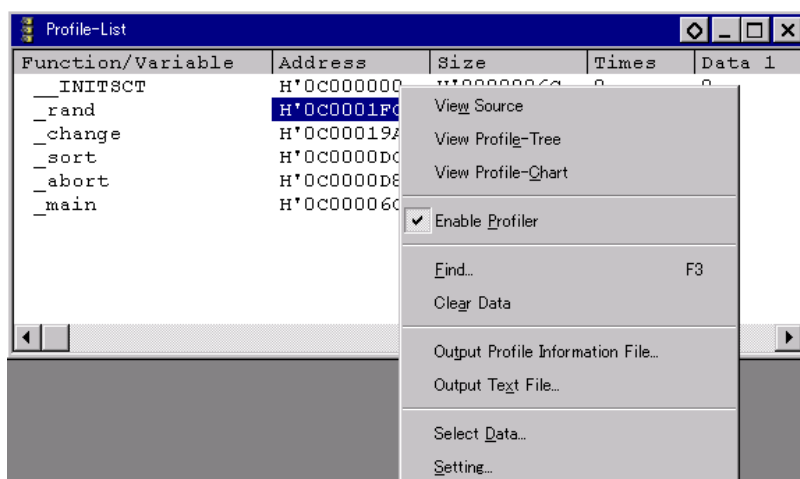 Profile-List
Function/Variable Address Size Times Data 1
__INITSCT H'0C000000
_rand
_change
_sort
_abort
_main
View Source
View Profile-Tree
View Profile-Chart
Enable Profiler
Find... F3
Clear Data
Output Profile Information File...
Output Text File...
Select Data...
Setting...